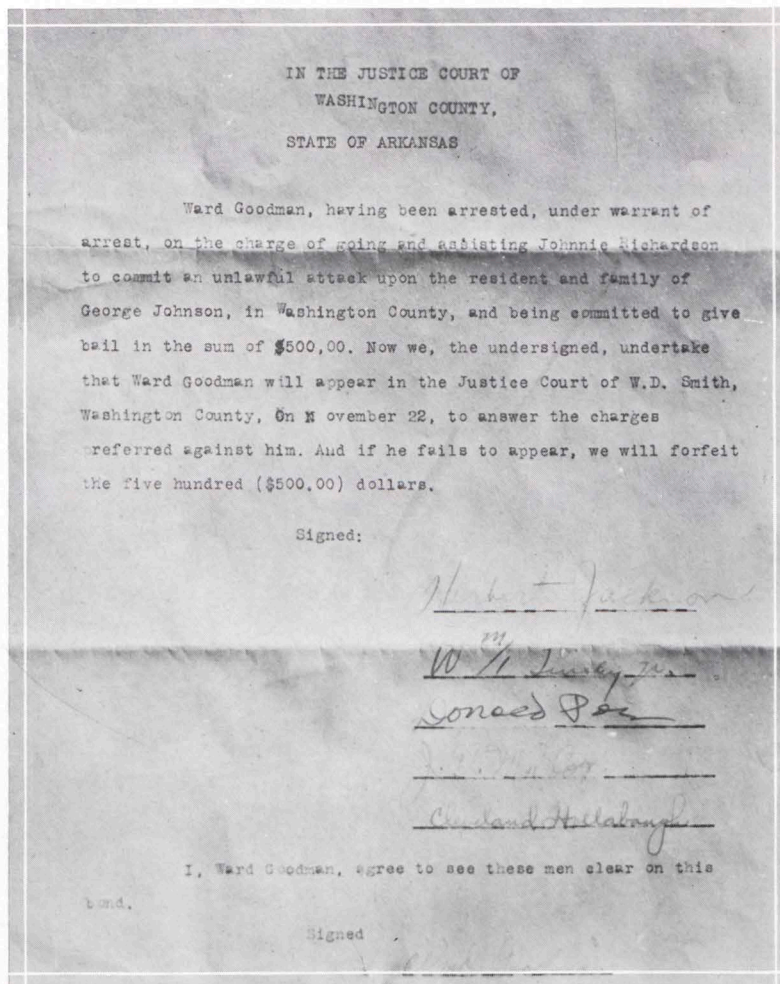 IN THE JUSTICE COURT OF
WASHINGTON COUNTY,
STATE OF ARKANSAS
Ward Goodman, having been arrested, under warrant of
arrest, on the charge of going and assisting Johnnie Richardson
to commit an unlawful attack upon the resident and family of
George Johnson, in Washington County, and being committed to give
bail in the sum of $500,00. Now we, the undersigned, undertake
that Ward Goodman will appear in the Justice Court of W.D. Smith,
Washington County, On N ovember 22, to answer the charges
referred against him. And if he fails to appear, we will forfeit
the five hundred ($500.00) dollars.
Signed:
Herbert Jackson
W m
Donald
Cleveland Hollabaugh
I, Ward Goodman, agree to see these men clear on this
bond.
Signed